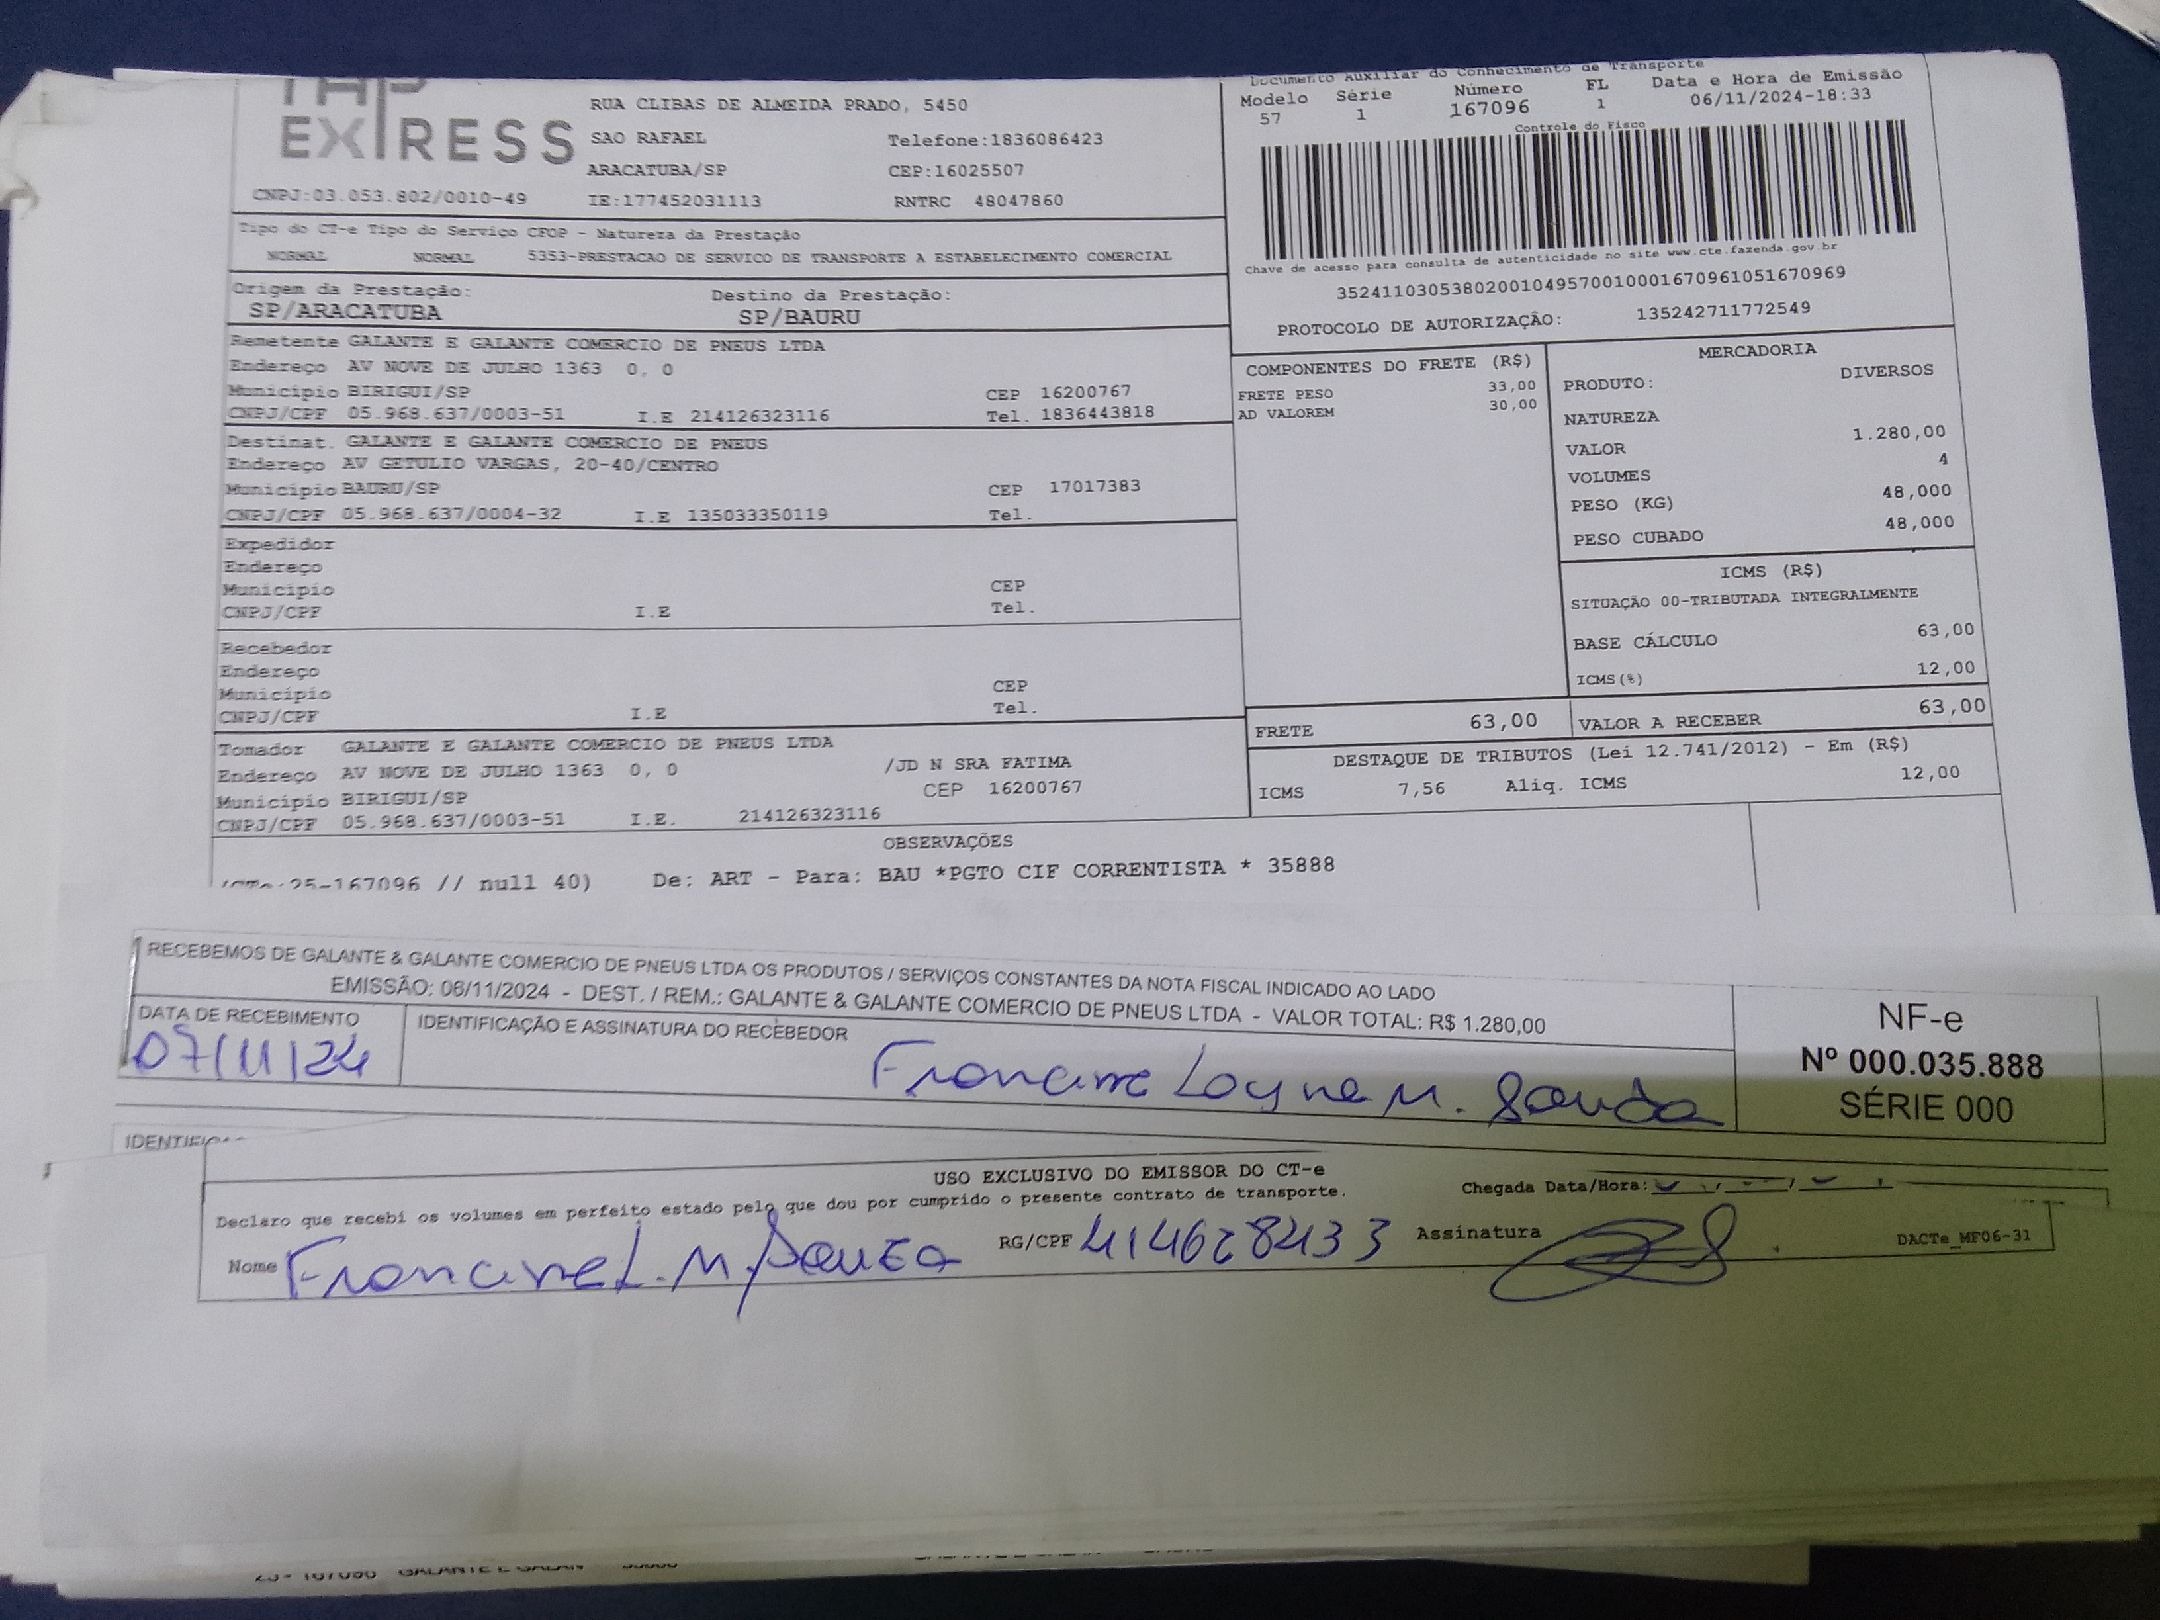 EXPRESS
RUA CLIBAS DE ALMEIDA PRADO, 5450
SAO RAFAEL Telefone:1836086423
ARACATUBA/SP CEP:16025507
CNPJ:03.053.802/0010-49 IE:177452031113 RNTRC 48047860
Documento Auxiliar do Conhecimento de Transporte
Modelo Série Número FL Data e Hora de Emissão
57 1 167096 1 06/11/2024-18:33
Controle do Fisco
Chave de acesso para consulta de autenticidade no site www.cte.fazenda.gov.br
35241103053802001049570010001670961051670969
PROTOCOLO DE AUTORIZAÇÃO: 135242711772549
Tipo do CT-e Tipo do Serviço CFOP - Natureza da Prestação
NORMAL NORMAL 5353-PRESTACAO DE SERVICO DE TRANSPORTE A ESTABELECIMENTO COMERCIAL
Origem da Prestação: Destino da Prestação:
SP/ARACATUBA SP/BAURU
Remetente GALANTE E GALANTE COMERCIO DE PNEUS LTDA
Endereço AV NOVE DE JULHO 1363 0, 0
Município BIRIGUI/SP CEP 16200767
CNPJ/CPF 05.968.637/0003-51 I.E 214126323116 Tel. 1836443818
Destinat. GALANTE E GALANTE COMERCIO DE PNEUS
Endereço AV GETULIO VARGAS, 20-40/CENTRO
Município BAURU/SP CEP 17017383
CNPJ/CPF 05.968.637/0004-32 I.E 135033350119 Tel.
Expedidor
Endereço
Município CEP
CNPJ/CPF I.E Tel.
Recebedor
Endereço
Município CEP
CNPJ/CPF I.E Tel.
Tomador GALANTE E GALANTE COMERCIO DE PNEUS LTDA
Endereço AV NOVE DE JULHO 1363 0, 0 /JD N SRA FATIMA
Município BIRIGUI/SP CEP 16200767
CNPJ/CPF 05.968.637/0003-51 I.E. 214126323116
COMPONENTES DO FRETE (R$)
FRETE PESO 33,00
AD VALOREM 30,00
MERCADORIA
PRODUTO: DIVERSOS
NATUREZA
VALOR 1.280,00
VOLUMES 4
PESO (KG) 48,000
PESO CUBADO 48,000
ICMS (R$)
SITUAÇÃO 00-TRIBUTADA INTEGRALMENTE
BASE CÁLCULO 63,00
ICMS(%) 12,00
FRETE 63,00 VALOR A RECEBER 63,00
DESTAQUE DE TRIBUTOS (Lei 12.741/2012) - Em (R$)
ICMS 7,56 Aliq. ICMS 12,00
OBSERVAÇÕES
(CTe:25-167096 // null 40) De: ART - Para: BAU *PGTO CIF CORRENTISTA * 35888
RECEBEMOS DE GALANTE & GALANTE COMERCIO DE PNEUS LTDA OS PRODUTOS / SERVIÇOS CONSTANTES DA NOTA FISCAL INDICADO AO LADO
EMISSÃO: 06/11/2024 - DEST. / REM.: GALANTE & GALANTE COMERCIO DE PNEUS LTDA - VALOR TOTAL: R$ 1.280,00
DATA DE RECEBIMENTO IDENTIFICAÇÃO E ASSINATURA DO RECEBEDOR
07/11/24 Francine Loyne M. Souza
NF-e
Nº 000.035.888
SÉRIE 000
USO EXCLUSIVO DO EMISSOR DO CT-e
Declaro que recebi os volumes em perfeito estado pelo que dou por cumprido o presente contrato de transporte. Chegada Data/Hora:
Nome Francine L. M. Souza RG/CPF 414628433 Assinatura
DACTe_MF06-31